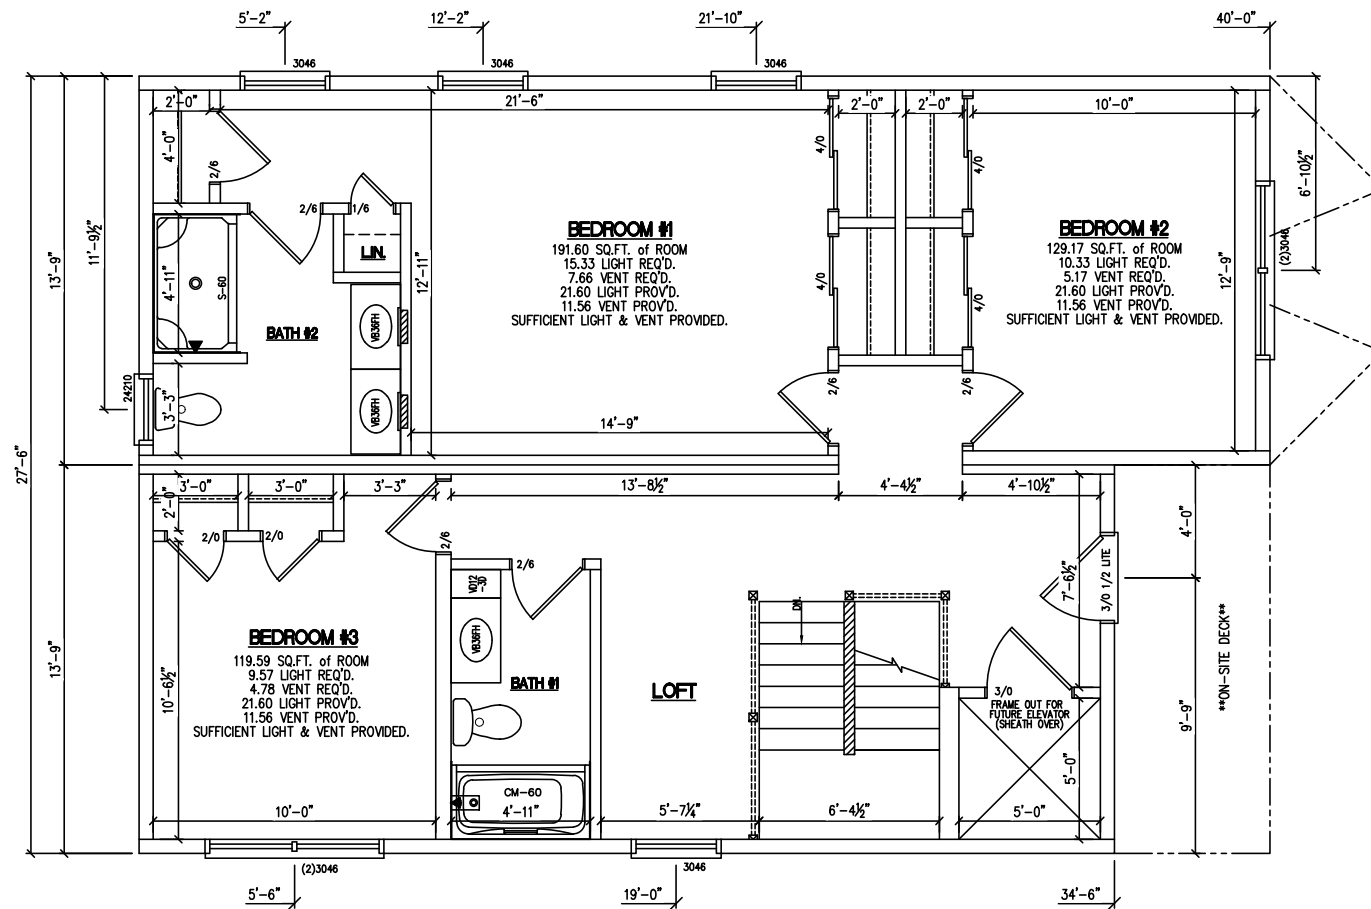 5'-2"
12'-2"
21'-10"
40'-0"
3046
3046
3046
2'-0"
21'-6"
2'-0"
2'-0"
10'-0"
4'-0"
2/6
4/0
4/0
6'-10½"
2/6
1/6
LIN.
27'-6"
13'-9"
11'-9½"
4'-11"
S-60
12'-11"
BEDROOM #1
191.60 SQ.FT. of ROOM
15.33 LIGHT REQ'D.
7.66 VENT REQ'D.
21.60 LIGHT PROV'D.
11.56 VENT PROV'D.
SUFFICIENT LIGHT & VENT PROVIDED.
4/0
4/0
BEDROOM #2
129.17 SQ.FT. of ROOM
10.33 LIGHT REQ'D.
5.17 VENT REQ'D.
21.60 LIGHT PROV'D.
11.56 VENT PROV'D.
SUFFICIENT LIGHT & VENT PROVIDED.
12'-9"
(2)3046
BATH #2
VB36FH
VB36FH
24210
3'-3"
2/6
2/6
14'-9"
3'-0"
3'-0"
3'-3"
13'-8½"
4'-4½"
4'-10½"
2'-0"
2/0
2/0
2/6
2/6
4'-0"
7'-6½"
3/0 1/2 LITE
13'-9"
10'-6½"
BEDROOM #3
119.59 SQ.FT. of ROOM
9.57 LIGHT REQ'D.
4.78 VENT REQ'D.
21.60 LIGHT PROV'D.
11.56 VENT PROV'D.
SUFFICIENT LIGHT & VENT PROVIDED.
VD12
-3D
VB36FH
BATH #1
LOFT
DN.
3/0
FRAME OUT FOR
FUTURE ELEVATOR
(SHEATH OVER)
**ON-SITE DECK**
9'-9"
5'-0"
CM-60
10'-0"
4'-11"
5'-7¼"
6'-4½"
5'-0"
(2)3046
3046
5'-6"
19'-0"
34'-6"